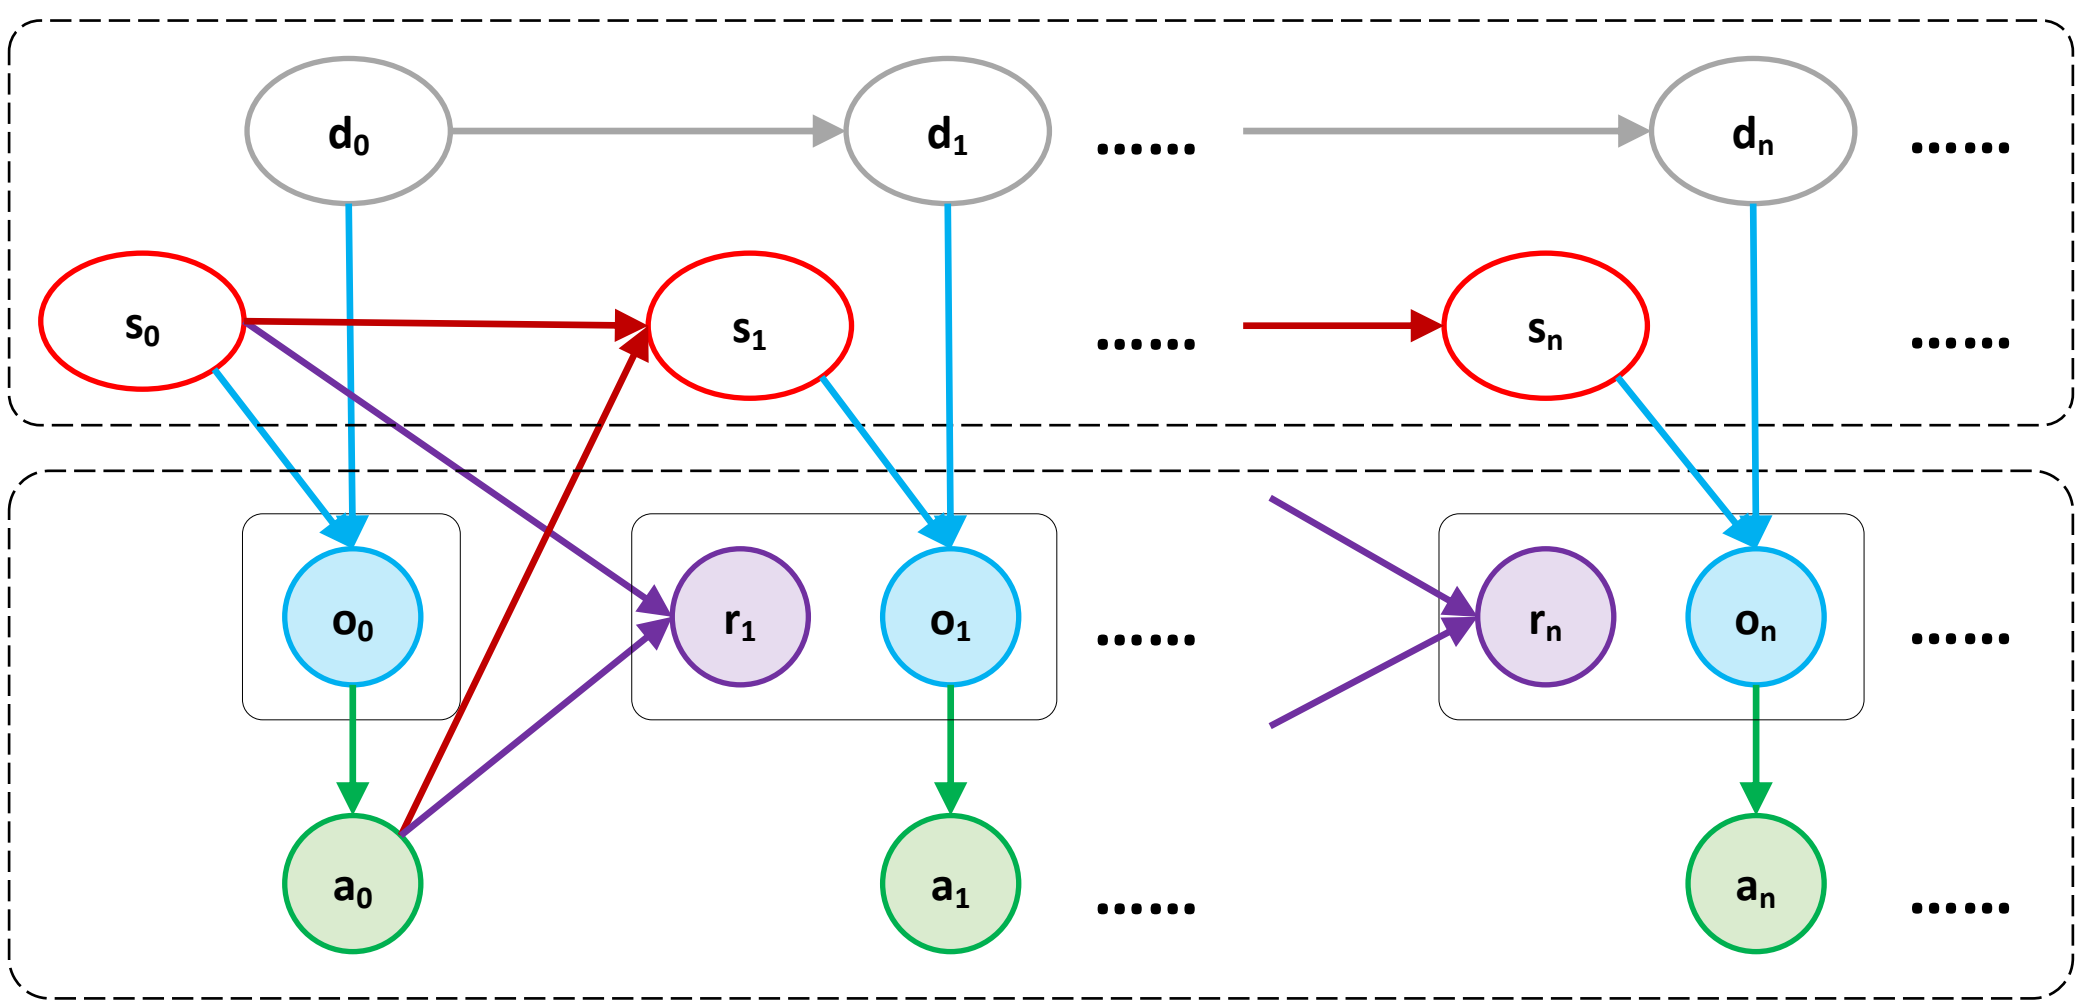 d₀ d₁ ...... dₙ ......
s₀ s₁ ...... sₙ ......
o₀ r₁ o₁ ...... rₙ oₙ ......
a₀ a₁ ...... aₙ ......